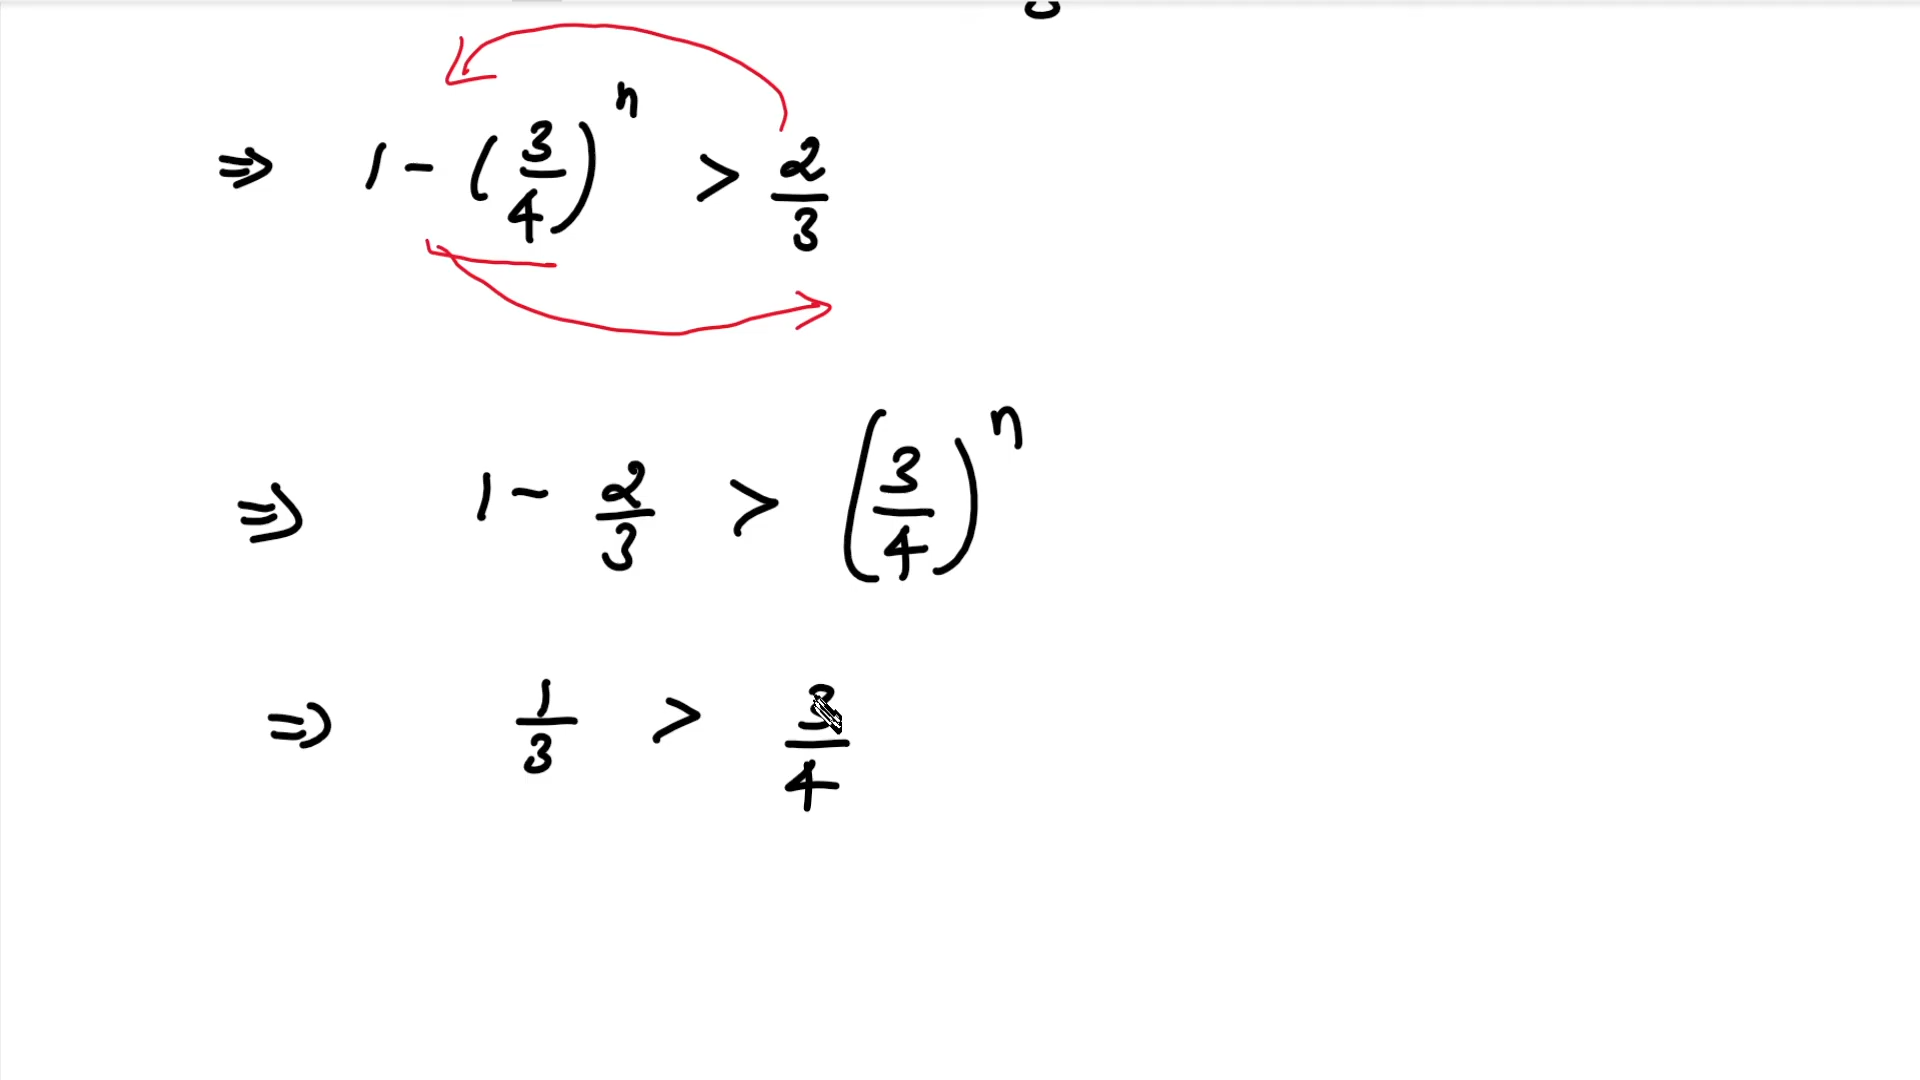 ⇒ 1 - (3/4)^n > 2/3
⇒ 1 - 2/3 > (3/4)^n
⇒ 1/3 > 3/4